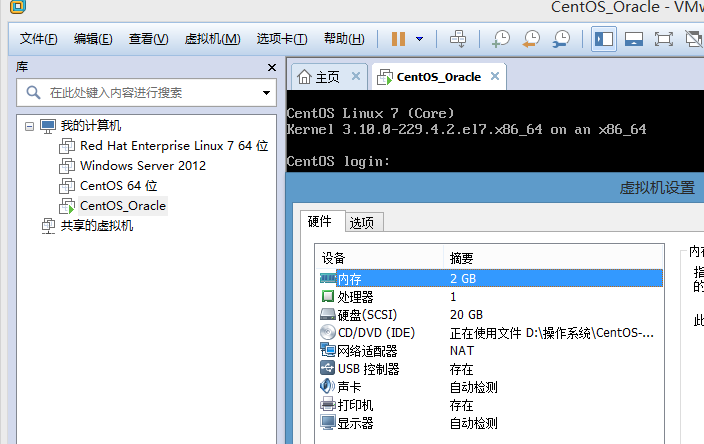 CentOS_Oracle - VMw
文件(F) 编辑(E) 查看(V) 虚拟机(M) 选项卡(T) 帮助(H)
库
在此处键入内容进行搜索
我的计算机
Red Hat Enterprise Linux 7 64 位
Windows Server 2012
CentOS 64 位
CentOS_Oracle
共享的虚拟机
主页 CentOS_Oracle
CentOS Linux 7 (Core)
Kernel 3.10.0-229.4.2.el7.x86_64 on an x86_64
CentOS login:
虚拟机设置
硬件 选项
设备 摘要
内存 2 GB
处理器 1
硬盘(SCSI) 20 GB
CD/DVD (IDE) 正在使用文件 D:\操作系统\CentOS-...
网络适配器 NAT
USB 控制器 存在
声卡 自动检测
打印机 存在
显示器 自动检测
内存
指
的
此